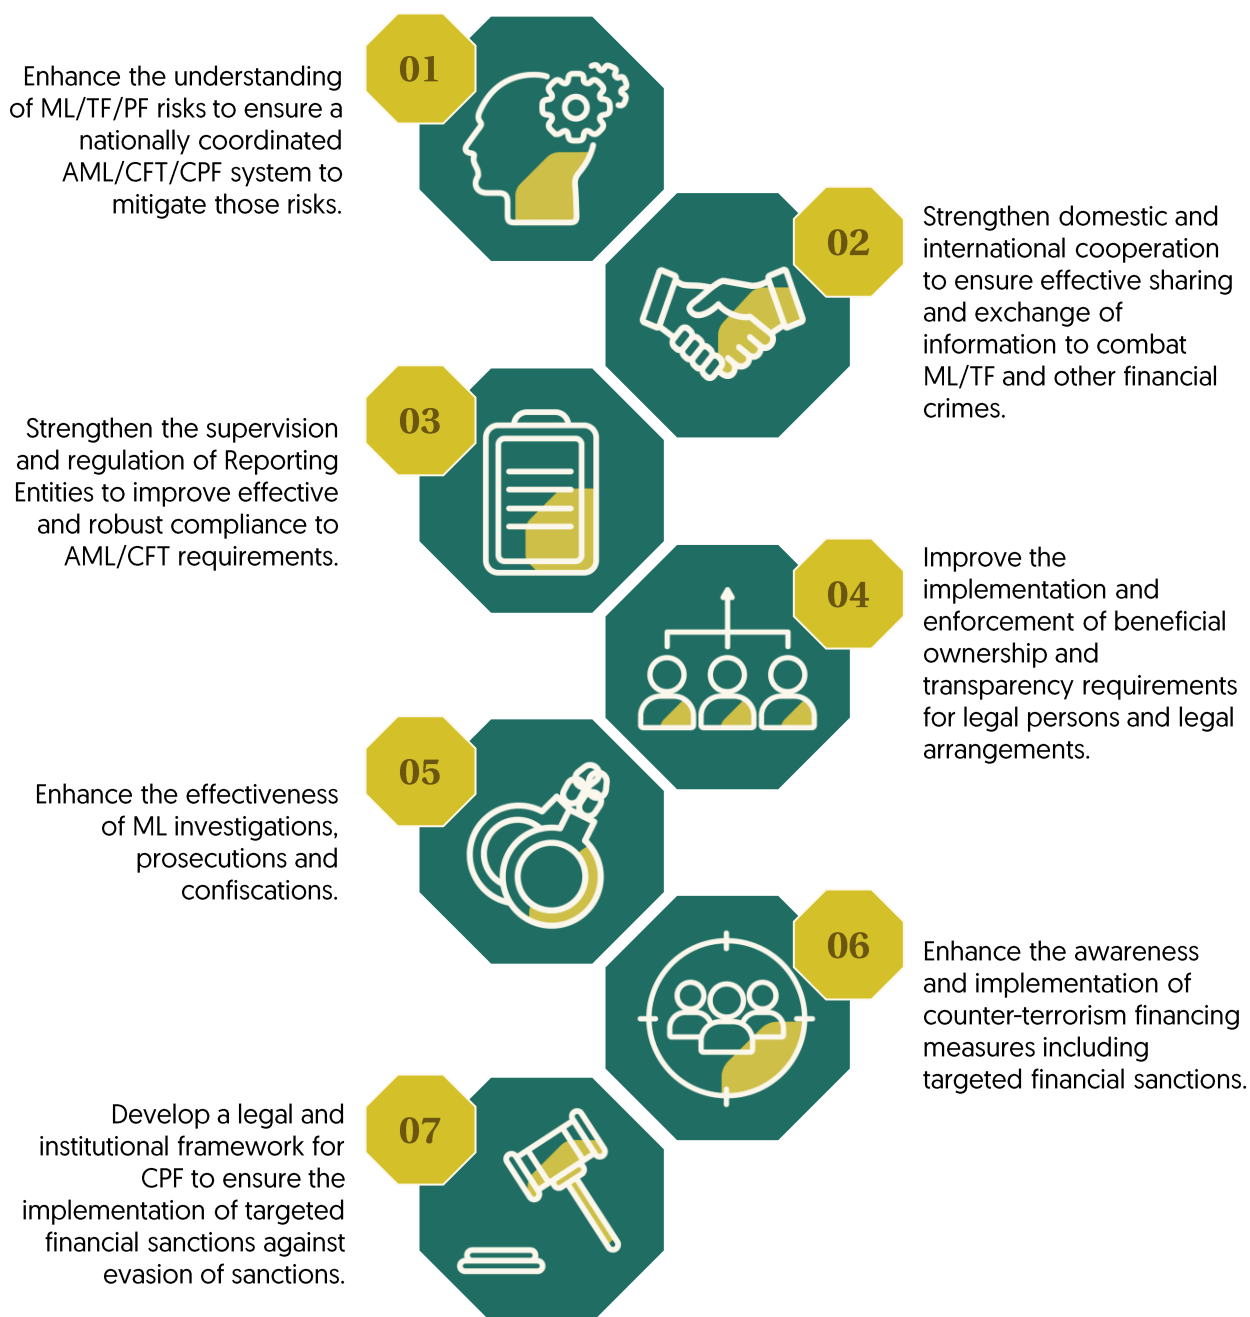 01
Enhance the understanding
of ML/TF/PF risks to ensure a
nationally coordinated
AML/CFT/CPF system to
mitigate those risks.
02
Strengthen domestic and
international cooperation
to ensure effective sharing
and exchange of
information to combat
ML/TF and other financial
crimes.
03
Strengthen the supervision
and regulation of Reporting
Entities to improve effective
and robust compliance to
AML/CFT requirements.
04
Improve the
implementation and
enforcement of beneficial
ownership and
transparency requirements
for legal persons and legal
arrangements.
05
Enhance the effectiveness
of ML investigations,
prosecutions and
confiscations.
06
Enhance the awareness
and implementation of
counter-terrorism financing
measures including
targeted financial sanctions.
07
Develop a legal and
institutional framework for
CPF to ensure the
implementation of targeted
financial sanctions against
evasion of sanctions.